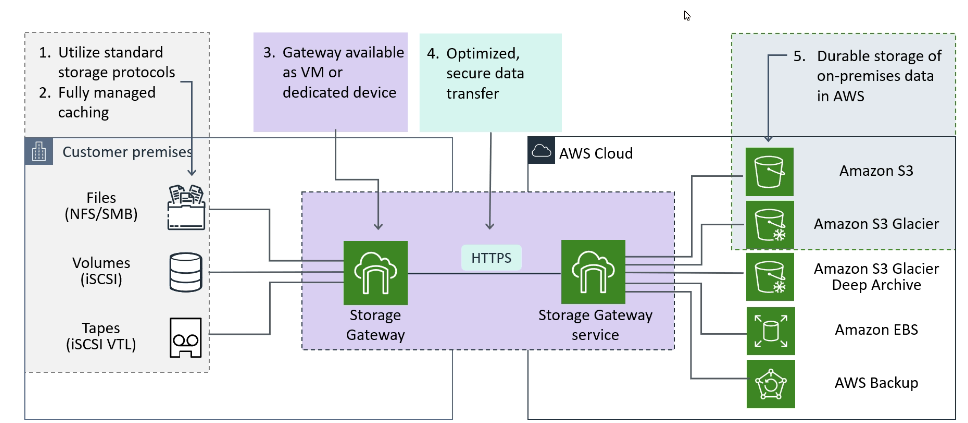 1. Utilize standard
storage protocols
2. Fully managed
caching
3. Gateway available
as VM or
dedicated device
4. Optimized,
secure data
transfer
5. Durable storage of
on-premises data
in AWS
Customer premises
AWS Cloud
Files
(NFS/SMB)
Volumes
(iSCSI)
Tapes
(iSCSI VTL)
HTTPS
Storage
Gateway
Storage Gateway
service
Amazon S3
Amazon S3 Glacier
Amazon S3 Glacier
Deep Archive
Amazon EBS
AWS Backup